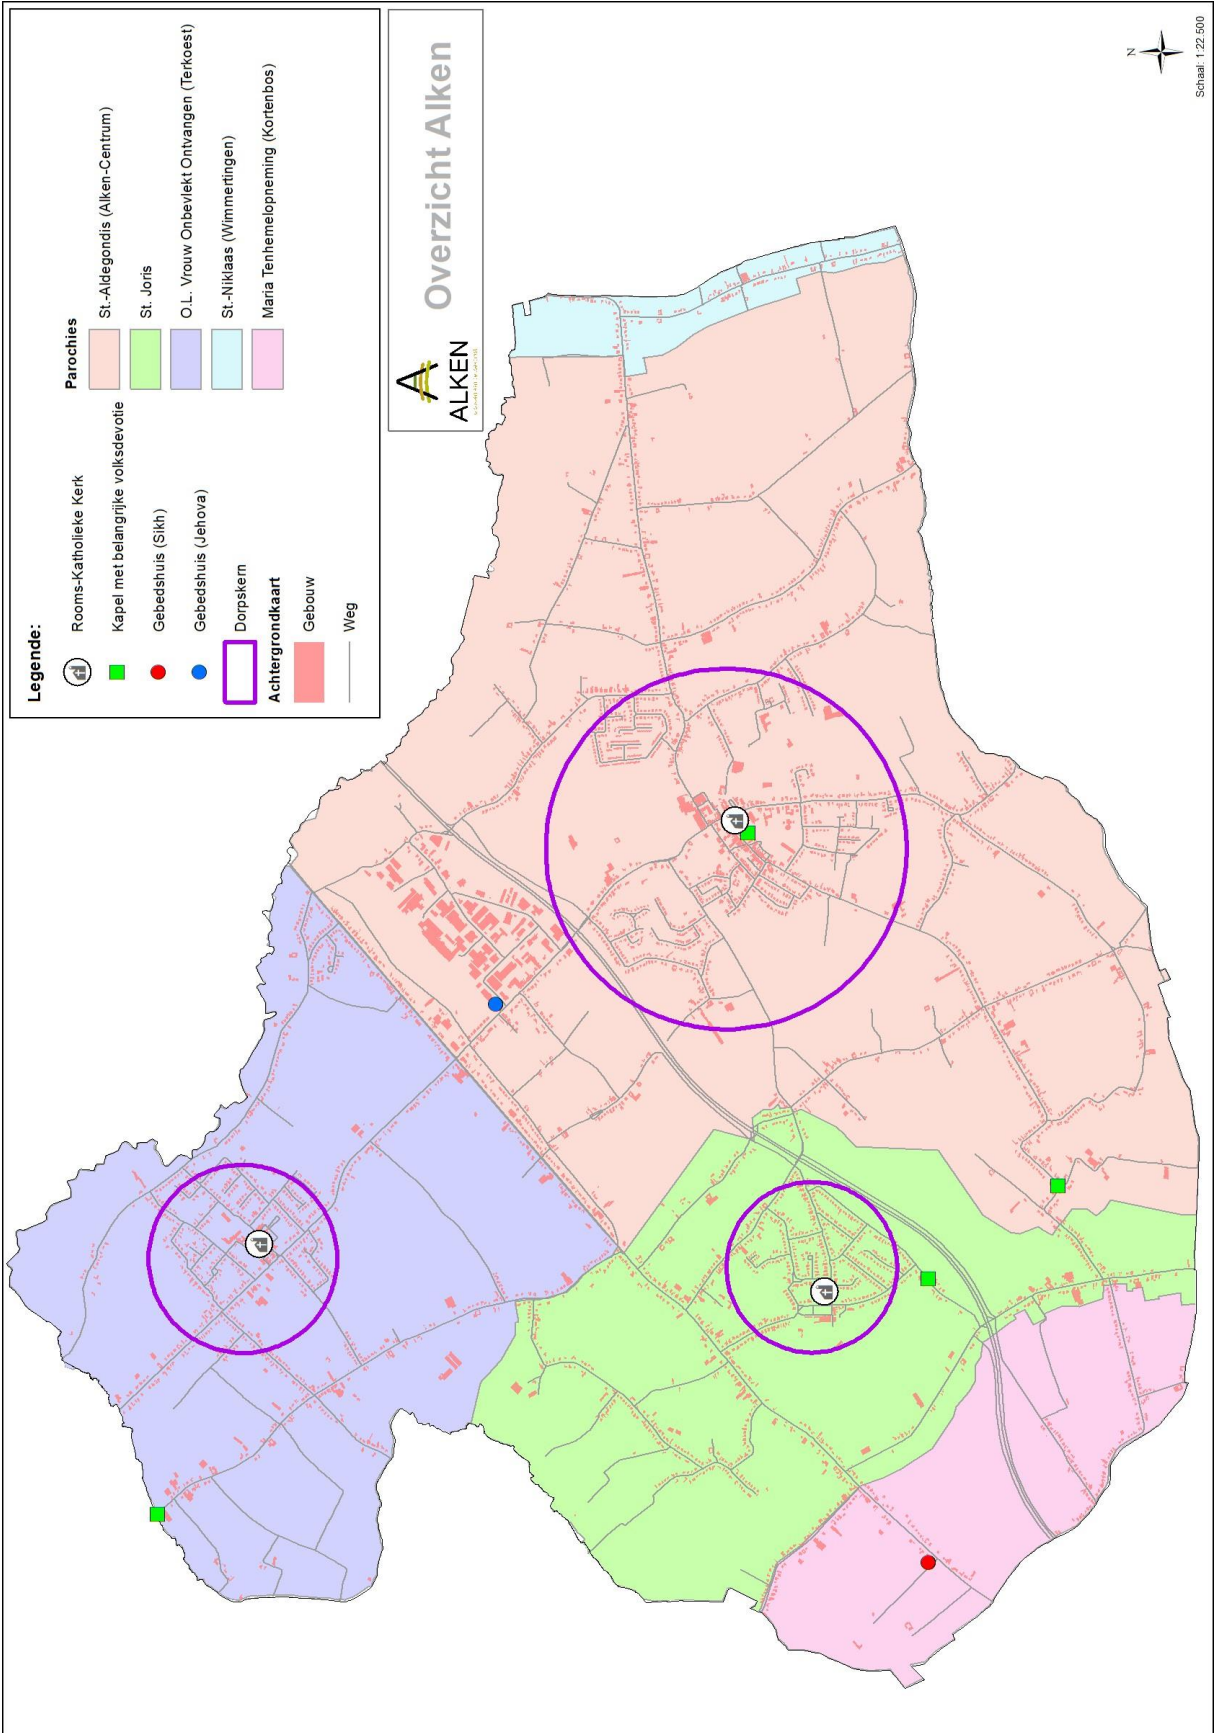 Legende:
Rooms-Katholieke Kerk
Kapel met belangrijke volksdevotie
Gebedshuis (Sikh)
Gebedshuis (Jehova)
Dorpskern
Achtergrondkaart
Gebouw
Weg
Parochies
St.-Aldegondis (Alken-Centrum)
St. Joris
O.L. Vrouw Onbevlekt Ontvangen (Terkoest)
St.-Niklaas (Wimmertingen)
Maria Tenhemelopneming (Kortenbos)
ALKEN
Overzicht Alken
N
Schaal: 1:22.500